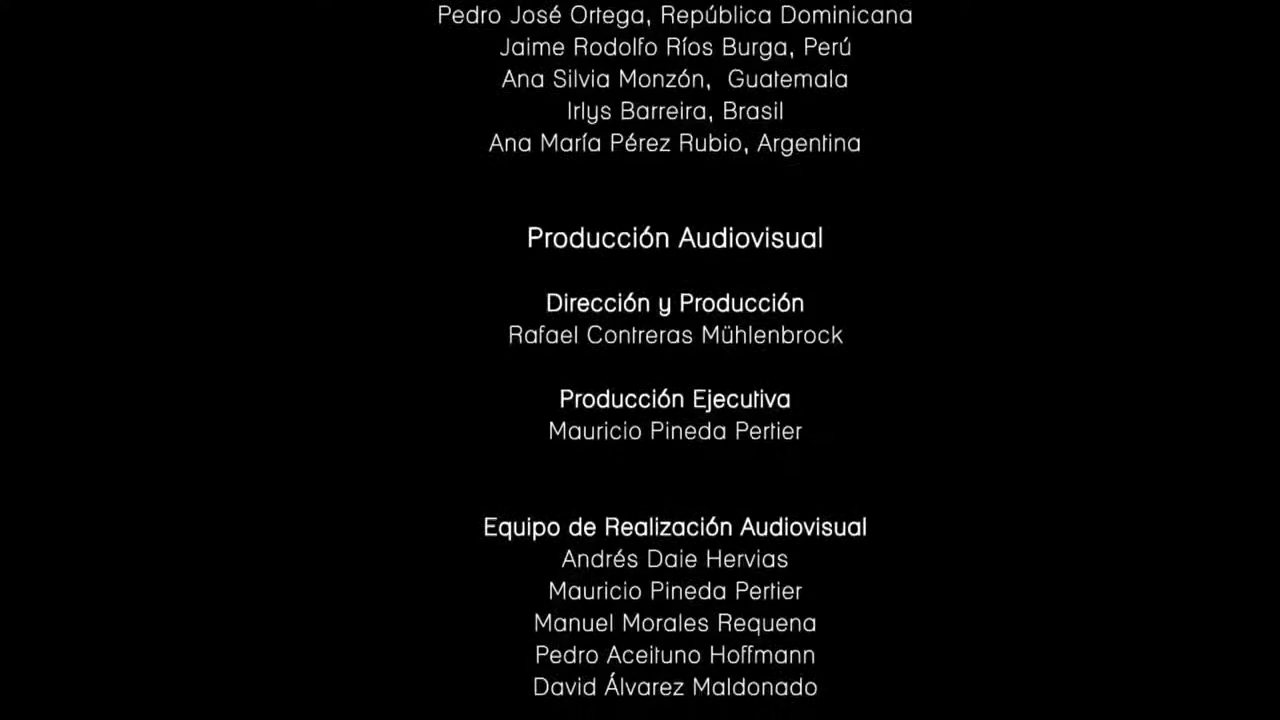 Pedro José Ortega, República Dominicana
Jaime Rodolfo Ríos Burga, Perú
Ana Silvia Monzón, Guatemala
Irlys Barreira, Brasil
Ana María Pérez Rubio, Argentina
Producción Audiovisual
Dirección y Producción
Rafael Contreras Mühlenbrock
Producción Ejecutiva
Mauricio Pineda Pertier
Equipo de Realización Audiovisual
Andrés Daie Hervias
Mauricio Pineda Pertier
Manuel Morales Requena
Pedro Aceituno Hoffmann
David Álvarez Maldonado